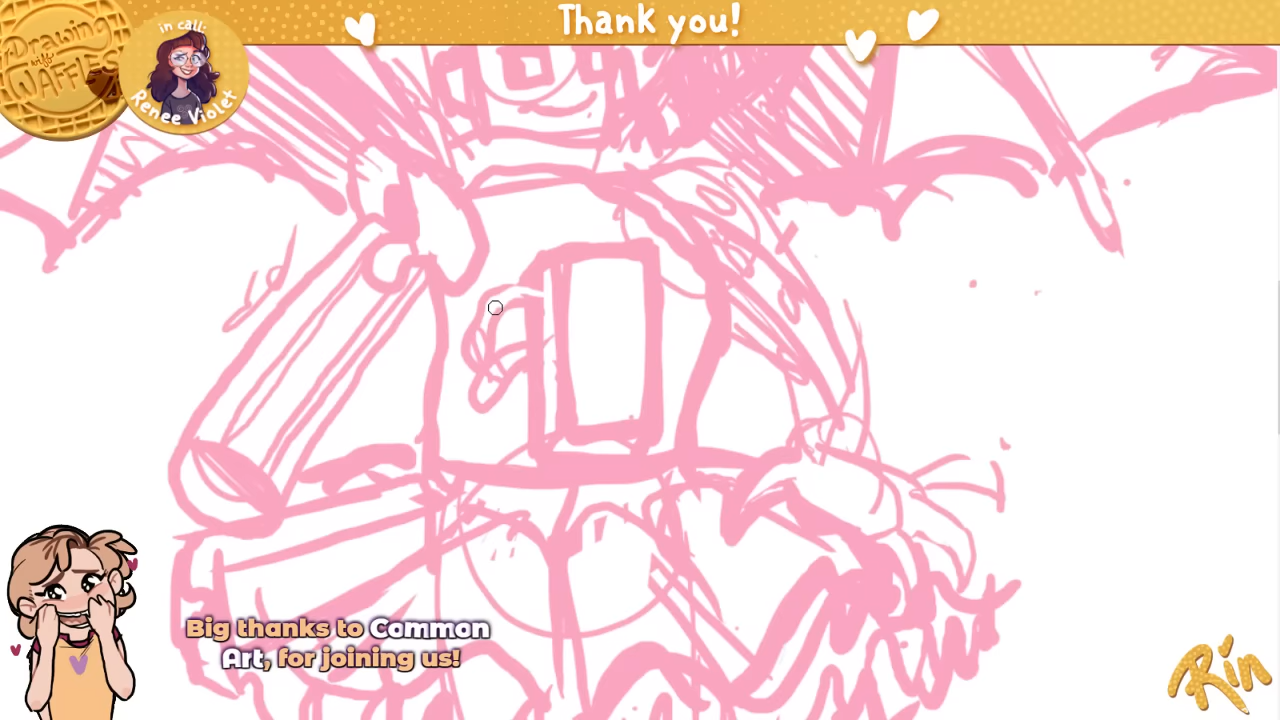 Thank you!
Drawing
with
WAFFLES
in call:
Renee Violet
Big thanks to Common
Art, for joining us!
Rin